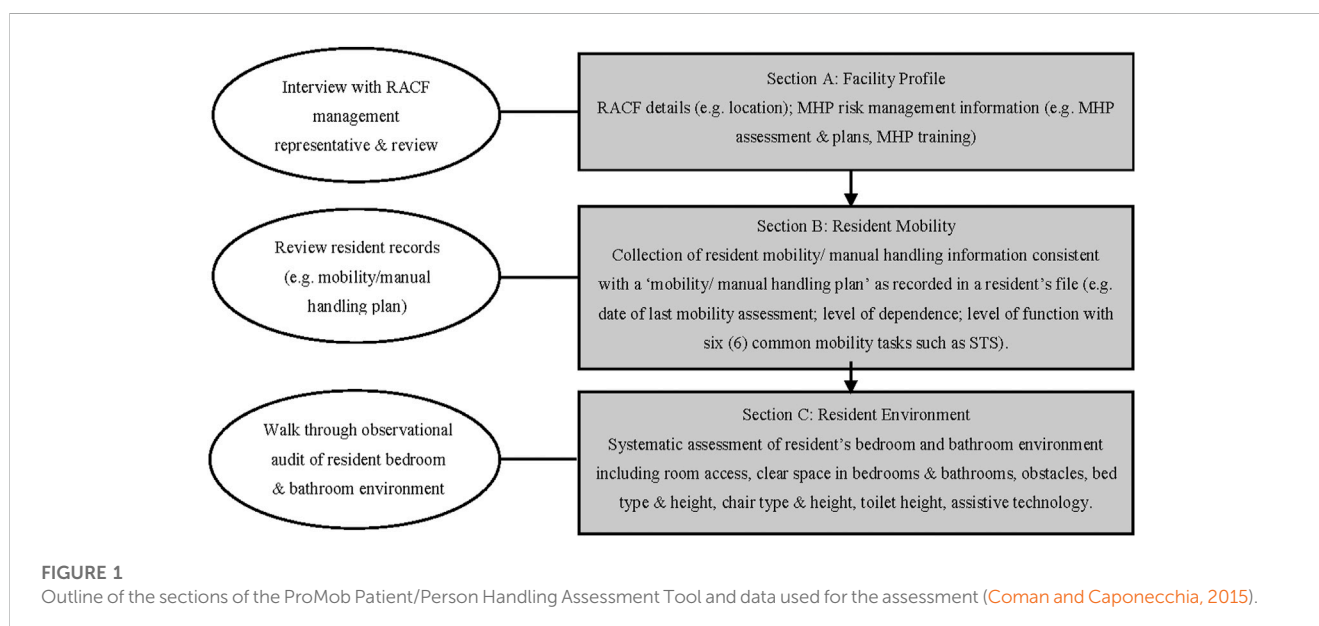 Interview with RACF
management
representative & review
Section A: Facility Profile
RACF details (e.g. location); MHP risk management information (e.g. MHP
assessment & plans, MHP training)
Review resident records
(e.g. mobility/manual
handling plan)
Section B: Resident Mobility
Collection of resident mobility/ manual handling information consistent
with a ‘mobility/ manual handling plan’ as recorded in a resident’s file (e.g.
date of last mobility assessment; level of dependence; level of function with
six (6) common mobility tasks such as STS).
Walk through observational
audit of resident bedroom
& bathroom environment
Section C: Resident Environment
Systematic assessment of resident’s bedroom and bathroom environment
including room access, clear space in bedrooms & bathrooms, obstacles, bed
type & height, chair type & height, toilet height, assistive technology.
FIGURE 1
Outline of the sections of the ProMob Patient/Person Handling Assessment Tool and data used for the assessment (Coman and Caponecchia, 2015).